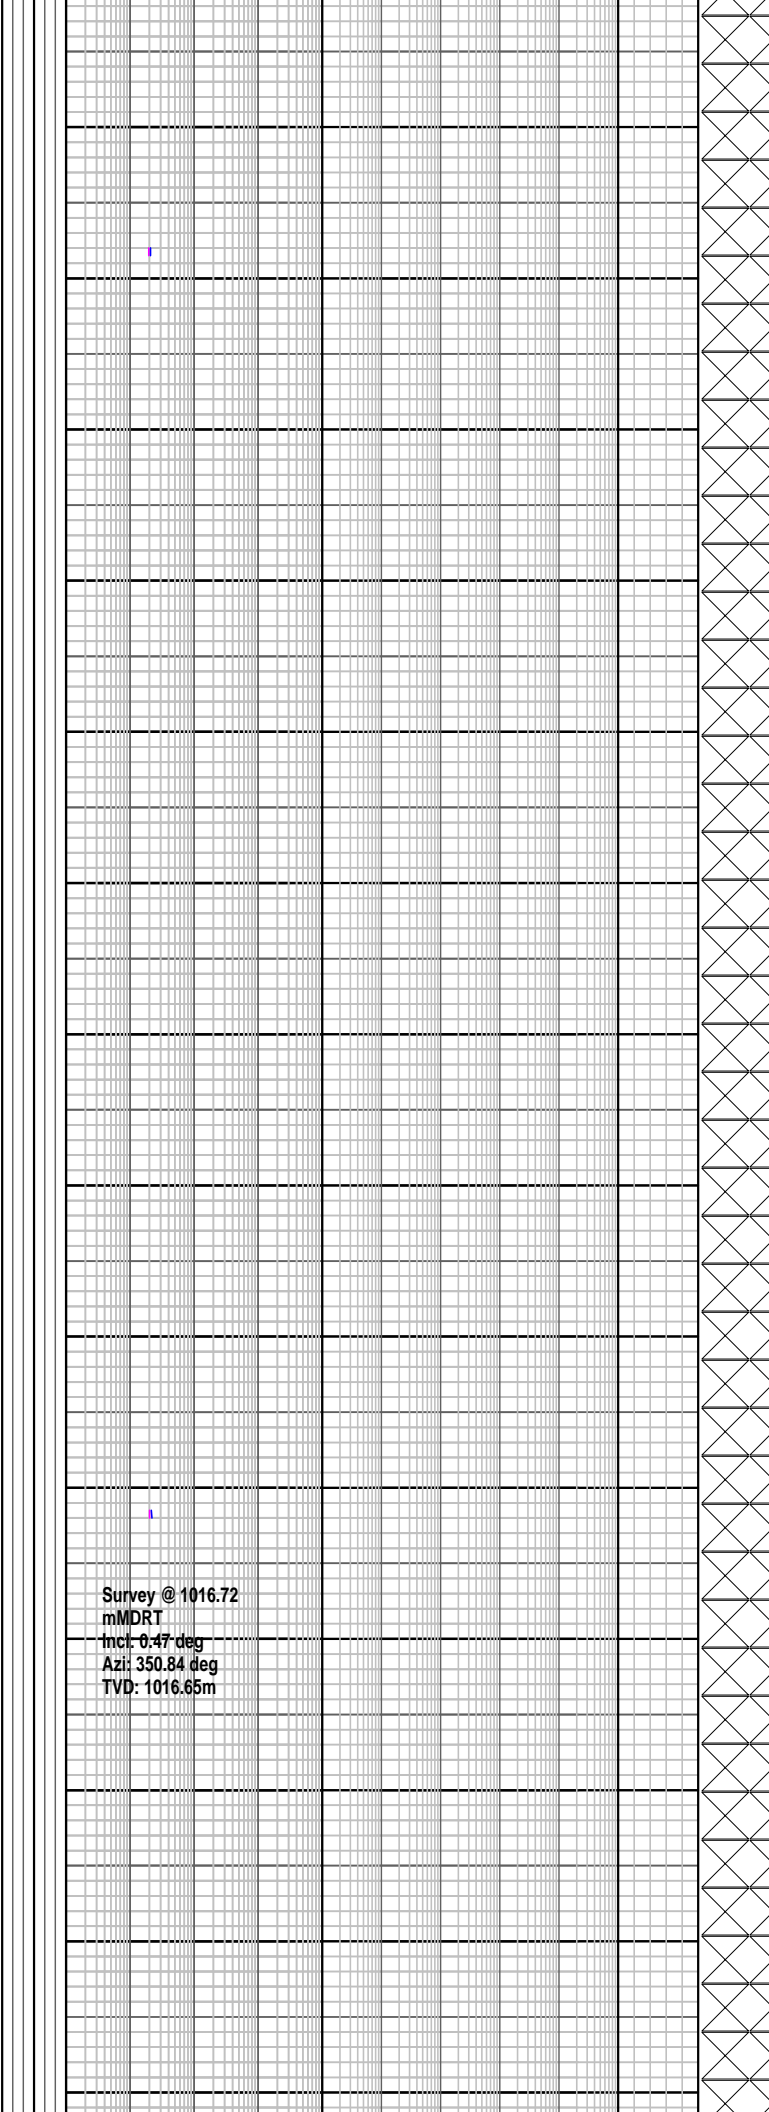 Survey @ 1016.72
mMDRT
Incl: 0.47 deg
Azi: 350.84 deg
TVD: 1016.65m